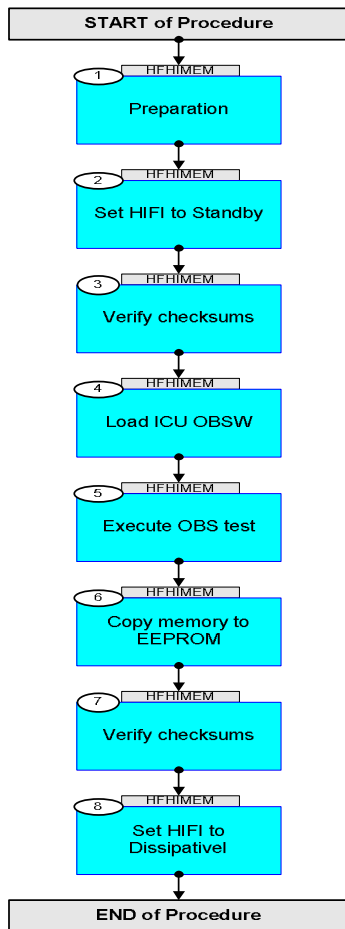 START of Procedure
HFHIMEM
1
Preparation
HFHIMEM
2
Set HIFI to Standby
HFHIMEM
3
Verify checksums
HFHIMEM
4
Load ICU OBSW
HFHIMEM
5
Execute OBS test
HFHIMEM
6
Copy memory to
EEPROM
HFHIMEM
7
Verify checksums
HFHIMEM
8
Set HIFI to
Dissipativel
END of Procedure